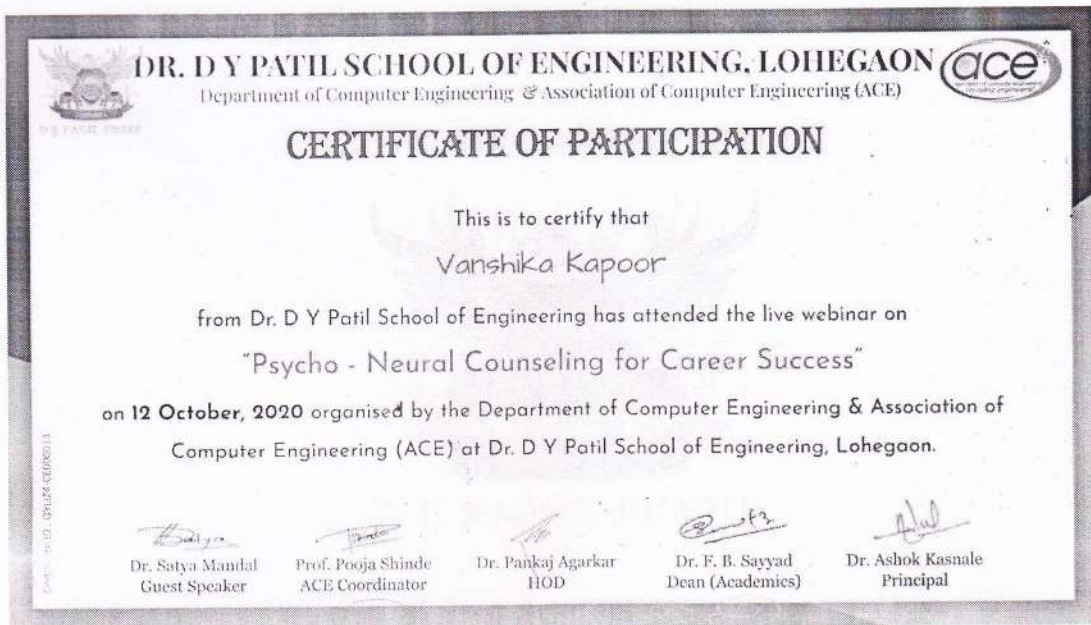 DR. D Y PATIL SCHOOL OF ENGINEERING, LOHEGAON
ace
Department of Computer Engineering & Association of Computer Engineering (ACE)
CERTIFICATE OF PARTICIPATION
This is to certify that
Vanshika Kapoor
from Dr. D Y Patil School of Engineering has attended the live webinar on
"Psycho - Neural Counseling for Career Success"
on 12 October, 2020 organised by the Department of Computer Engineering & Association of
Computer Engineering (ACE) at Dr. D Y Patil School of Engineering, Lohegaon.
Dr. Satya Mandal
Guest Speaker
Prof. Pooja Shinde
ACE Coordinator
Dr. Pankaj Agarkar
HOD
Dr. F. B. Sayyad
Dean (Academics)
Dr. Ashok Kasnale
Principal